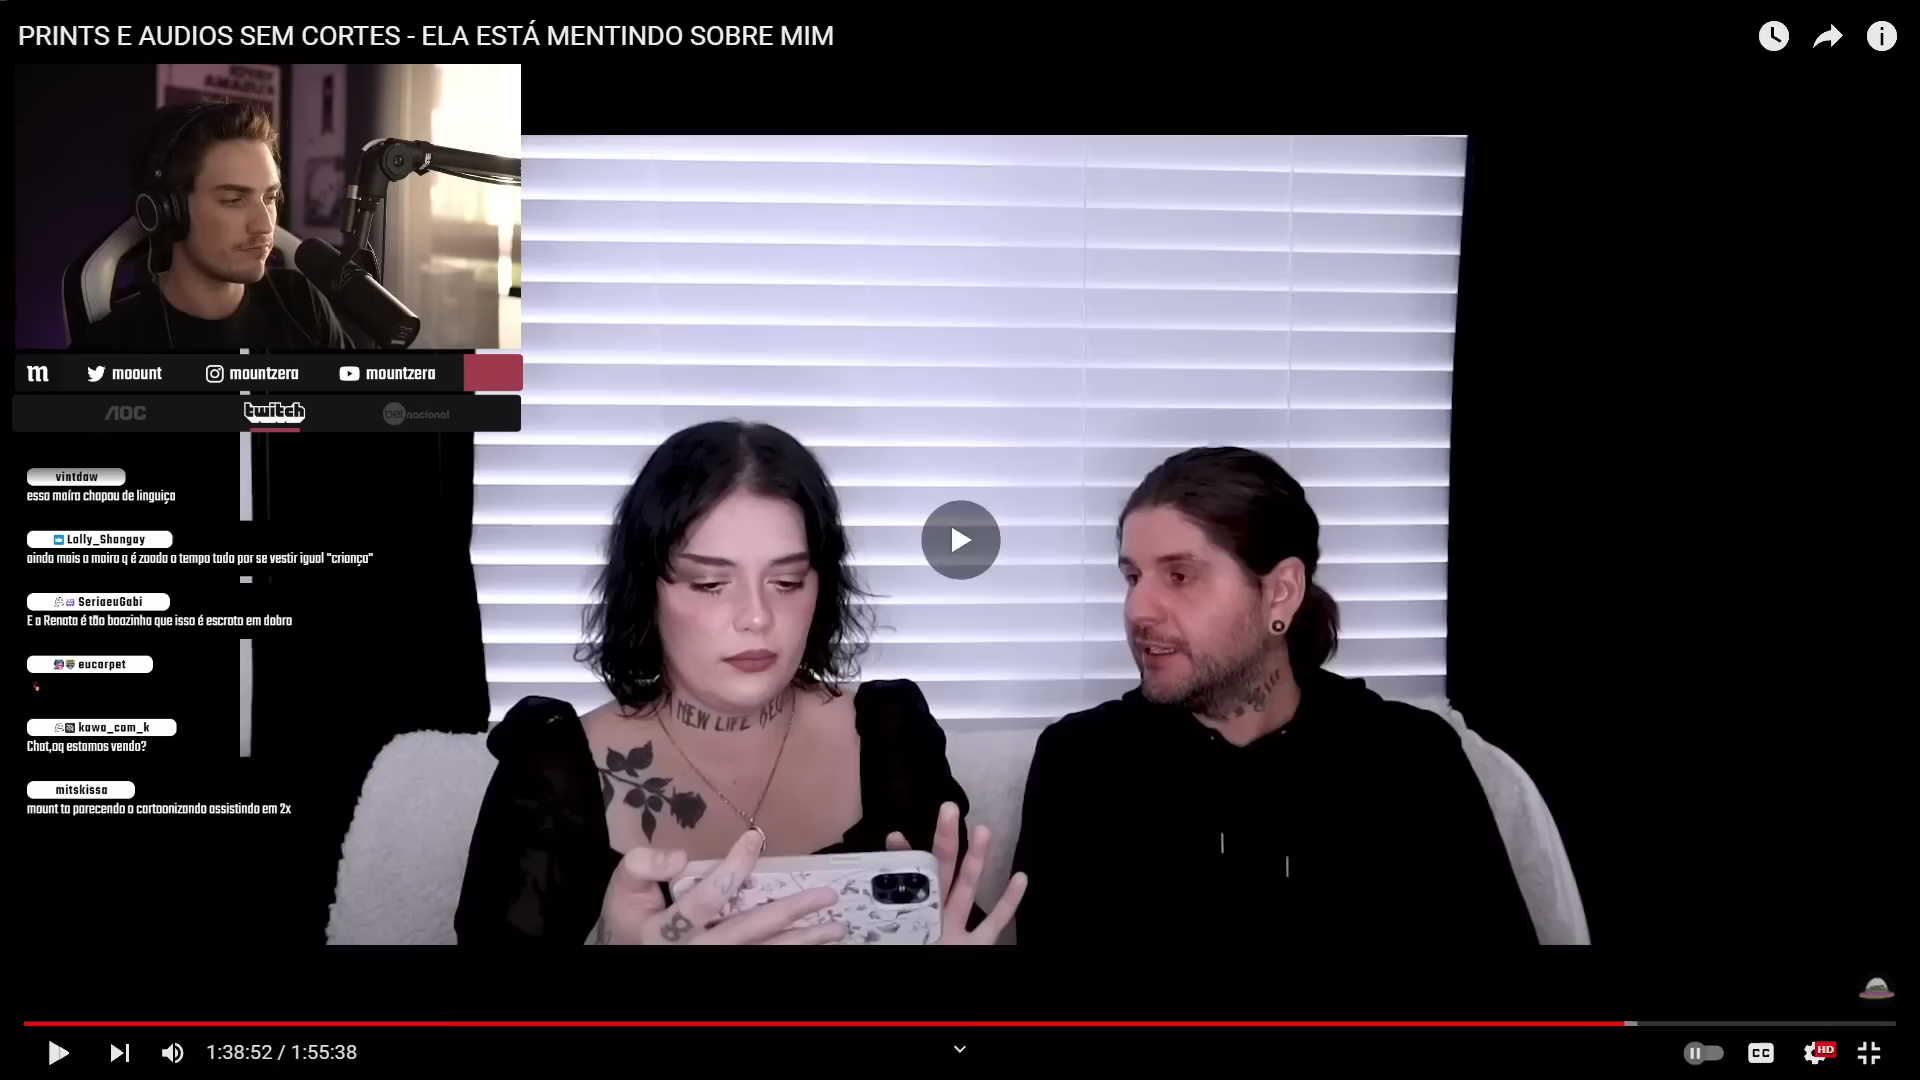 PRINTS E AUDIOS SEM CORTES - ELA ESTÁ MENTINDO SOBRE MIM
m moount mountzera mountzera
AOC twitch betnacional
vintdaw
essa maíra chapou de linguiça
Lolly_Shangay
ainda mais a maira q é zoada o tempo todo por se vestir igual "criança"
SeriaeuGabi
E a Renata é tão boazinha que isso é escroto em dobro
eucarpet
kawa_cam_k
Chat,oq estamos vendo?
mitskissa
mount ta parecendo o cartoonizando assistindo em 2x
NEW LIFE
1:38:52 / 1:55:38
CC
HD